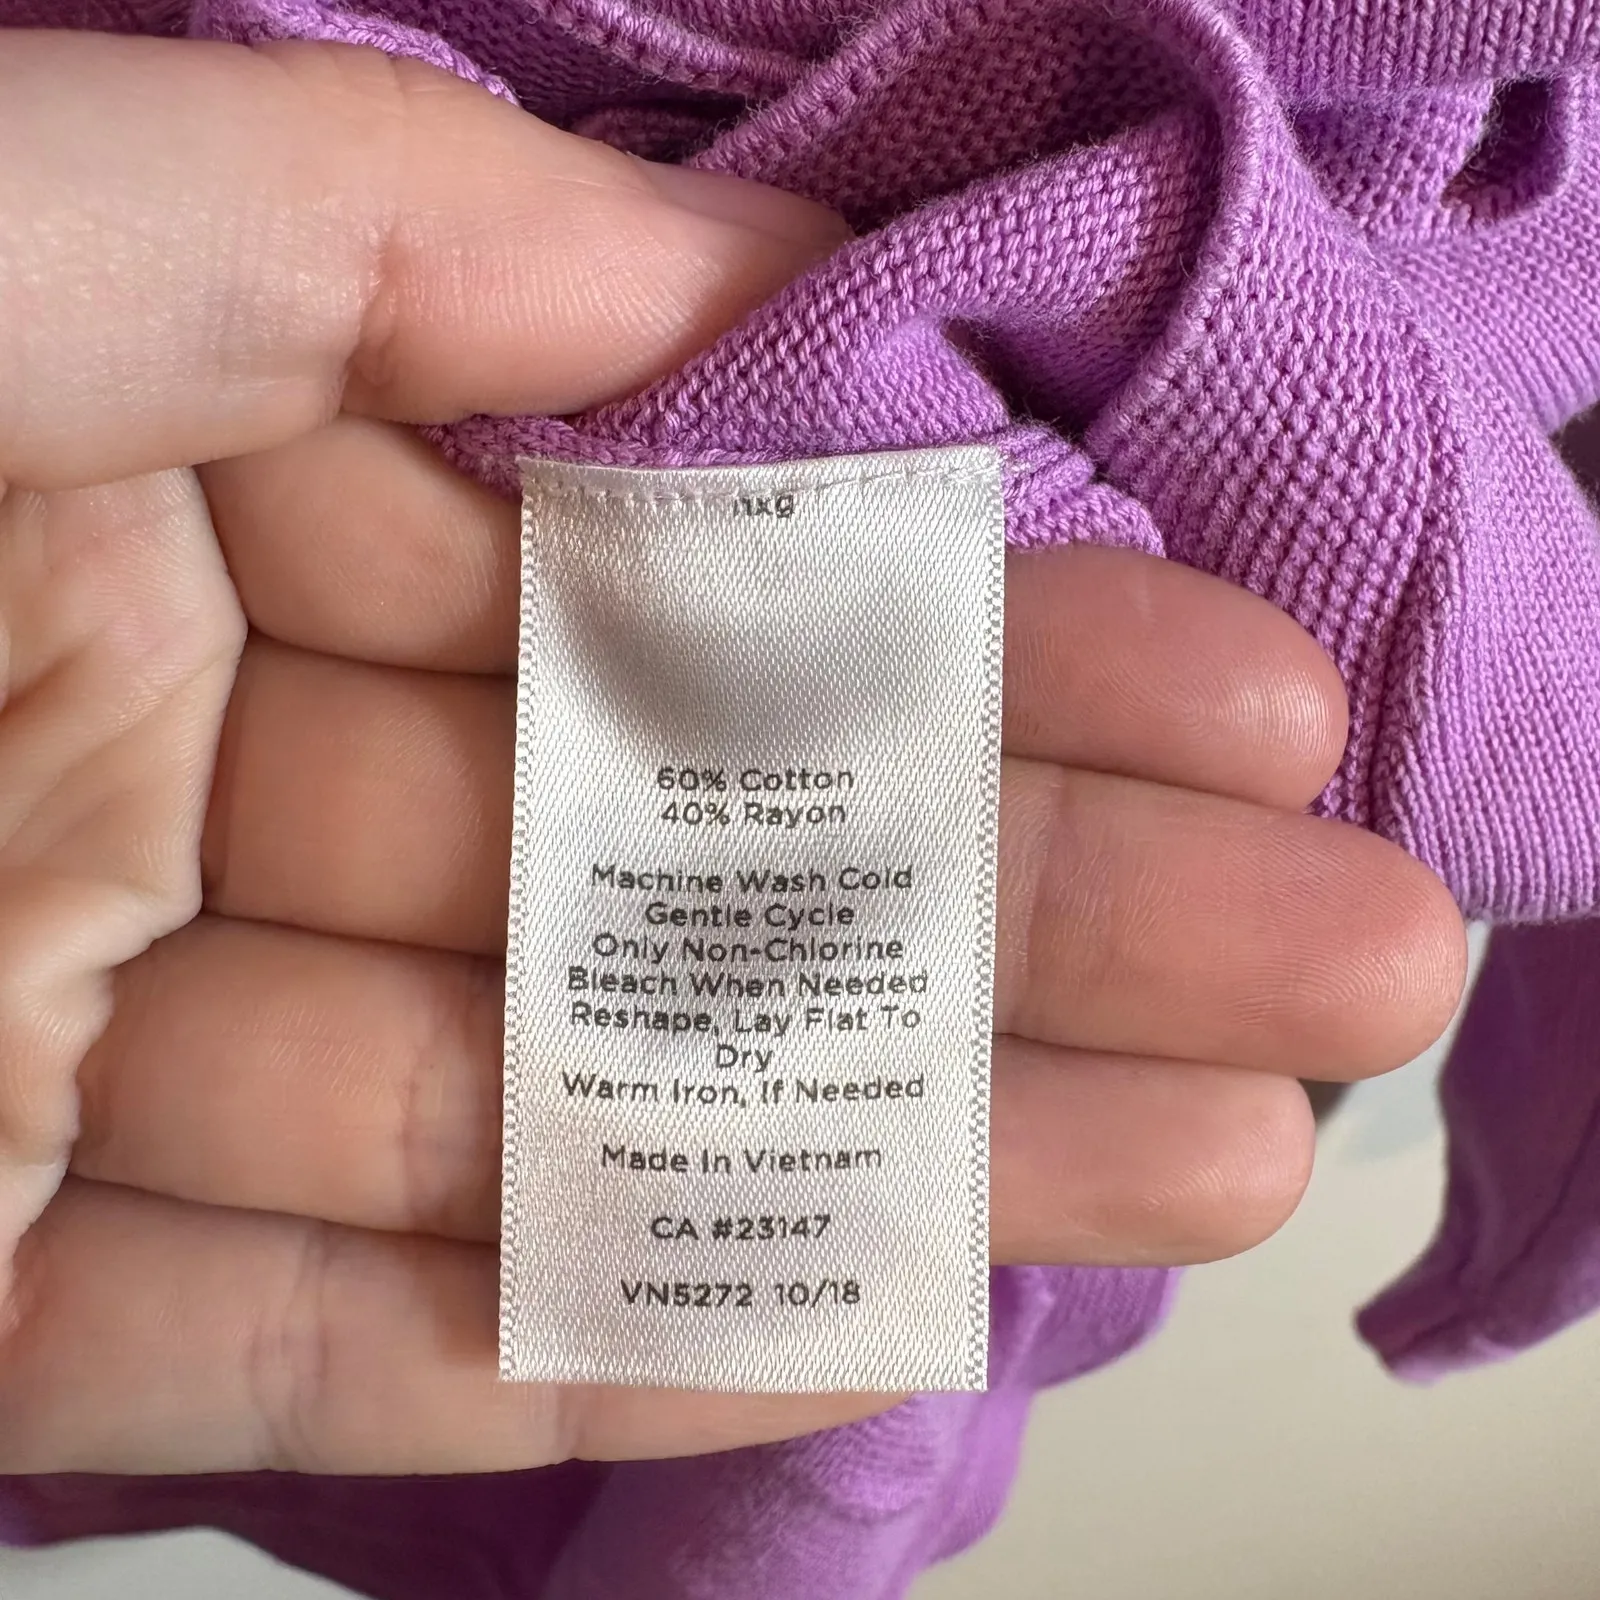 60% Cotton
40% Rayon
Machine Wash Cold
Gentle Cycle
Only Non-Chlorine
Bleach When Needed
Reshape, Lay Flat To
Dry
Warm Iron, If Needed
Made In Vietnam
CA #23147
VN5272 10/18